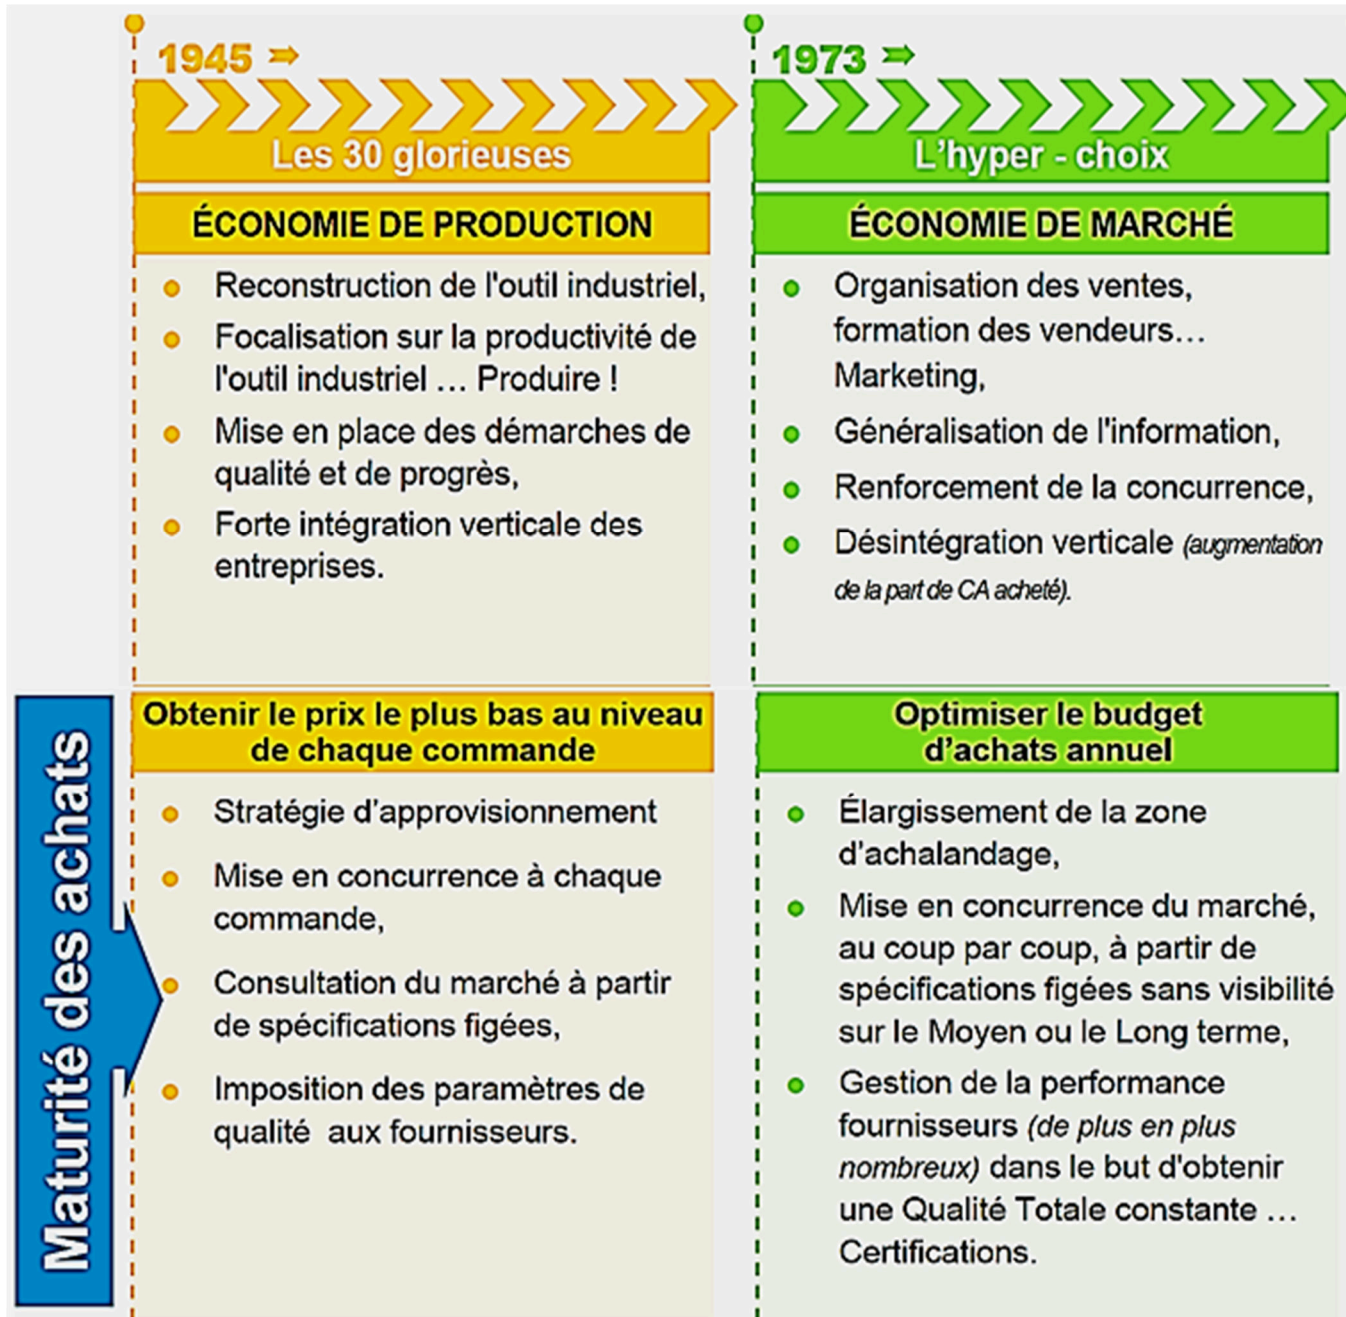 1945 ⇒
Les 30 glorieuses
ÉCONOMIE DE PRODUCTION
Reconstruction de l'outil industriel,
Focalisation sur la productivité de
l'outil industriel … Produire !
Mise en place des démarches de
qualité et de progrès,
Forte intégration verticale des
entreprises.
1973 ⇒
L'hyper - choix
ÉCONOMIE DE MARCHÉ
Organisation des ventes,
formation des vendeurs…
Marketing,
Généralisation de l'information,
Renforcement de la concurrence,
Désintégration verticale (augmentation
de la part de CA acheté).
Maturité des achats
Obtenir le prix le plus bas au niveau
de chaque commande
Stratégie d'approvisionnement
Mise en concurrence à chaque
commande,
Consultation du marché à partir
de spécifications figées,
Imposition des paramètres de
qualité aux fournisseurs.
Optimiser le budget
d'achats annuel
Élargissement de la zone
d'achalandage,
Mise en concurrence du marché,
au coup par coup, à partir de
spécifications figées sans visibilité
sur le Moyen ou le Long terme,
Gestion de la performance
fournisseurs (de plus en plus
nombreux) dans le but d'obtenir
une Qualité Totale constante …
Certifications.